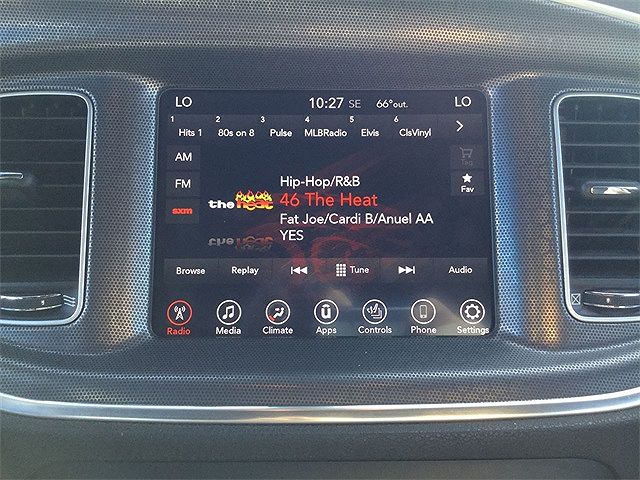 LO 10:27 SE 66°out. LO
1 2 3 4 5 6
Hits 1 80s on 8 Pulse MLBRadio Elvis ClsVinyl
AM
Tag
FM
Fav
sxm
the heat
Hip-Hop/R&B
46 The Heat
Fat Joe/Cardi B/Anuel AA
YES
Browse Replay Tune Audio
Radio Media Climate Apps Controls Phone Settings